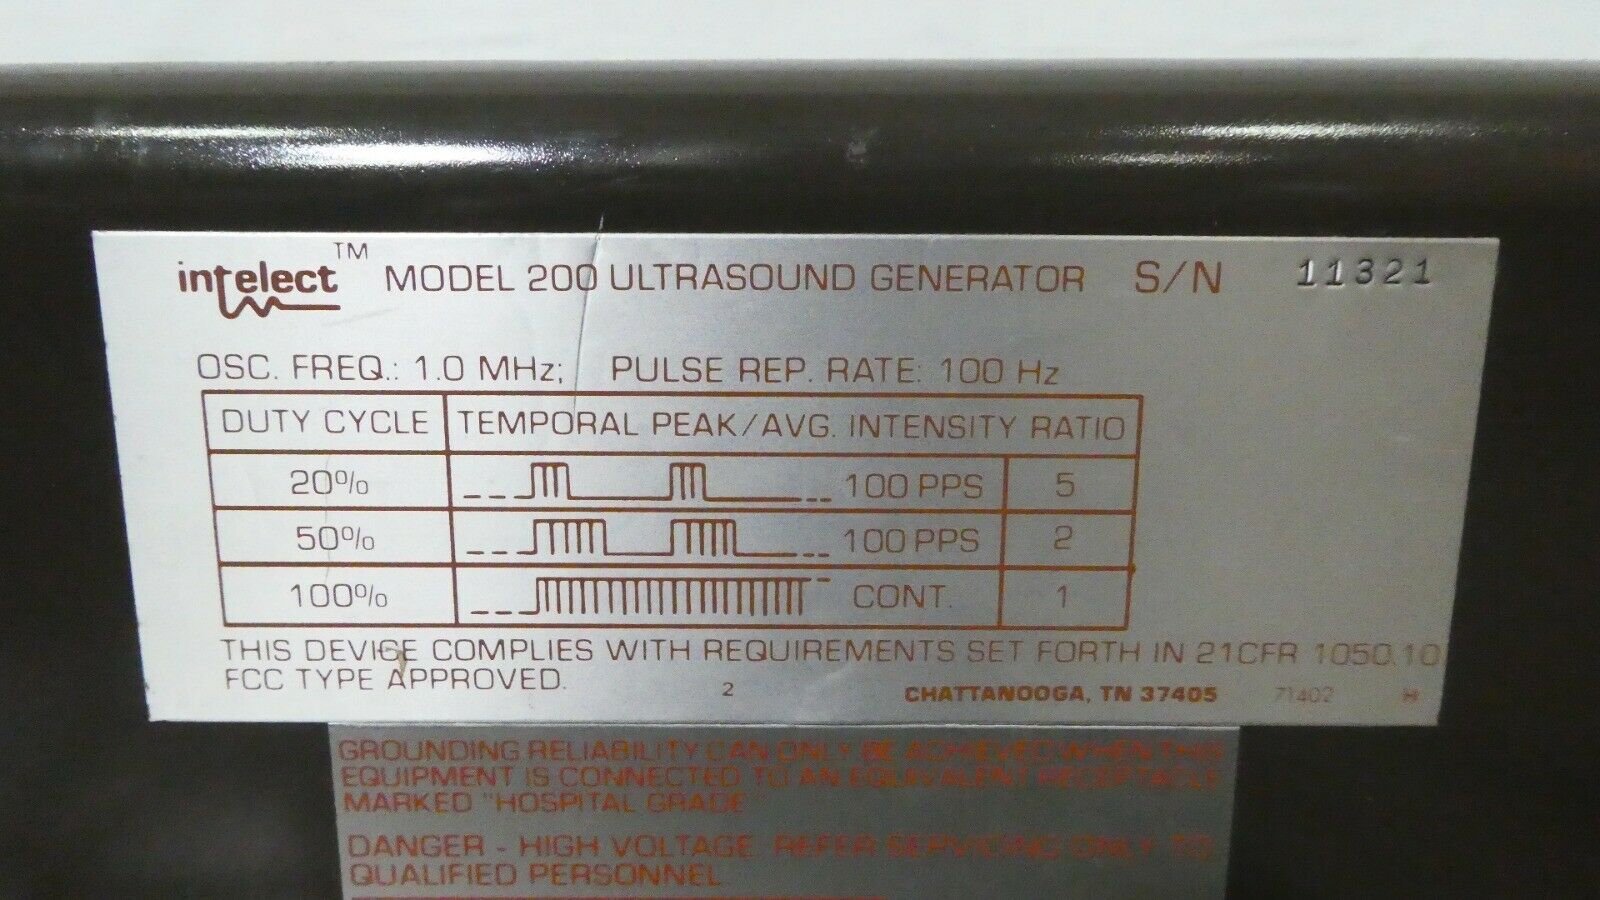 intelect™ MODEL 200 ULTRASOUND GENERATOR S/N 11321
OSC. FREQ.: 1.0 MHz; PULSE REP. RATE: 100 Hz
DUTY CYCLE TEMPORAL PEAK/AVG. INTENSITY RATIO
20% 100 PPS 5
50% 100 PPS 2
100% CONT. 1
THIS DEVICE COMPLIES WITH REQUIREMENTS SET FORTH IN 21CFR 1050.10
FCC TYPE APPROVED. 2 CHATTANOOGA, TN 37405 71402
GROUNDING RELIABILITY CAN ONLY BE ACHIEVED WHEN THIS
EQUIPMENT IS CONNECTED TO AN EQUIVALENT RECEPTACLE
MARKED "HOSPITAL GRADE"
DANGER - HIGH VOLTAGE. REFER SERVICING ONLY TO
QUALIFIED PERSONNEL